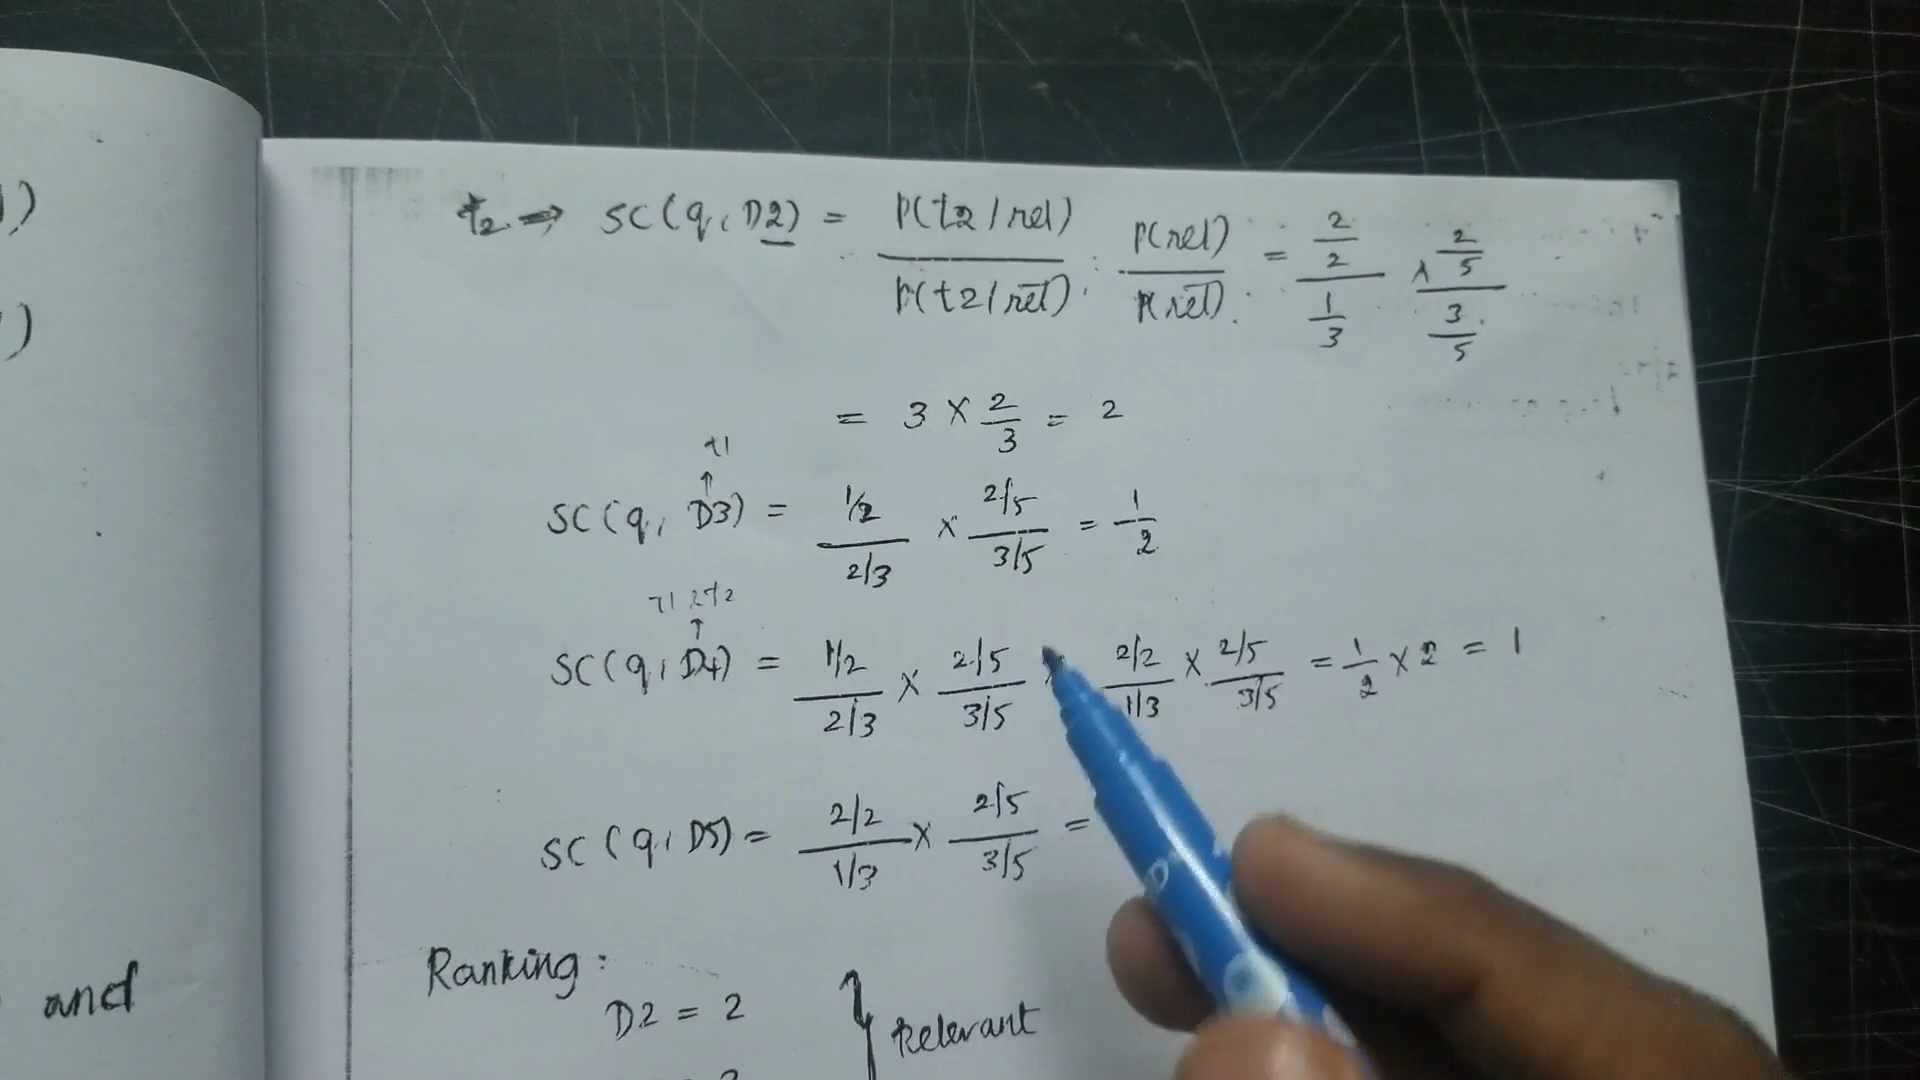 )
)
and
t2 ⇒ SC(q, D2) = P(t2/rel) / P(t2/rel̅) · P(rel) / P(rel̅) = 2/2 / 1/3 × 2/5 / 3/5
= 3 × 2/3 = 2
t1
↑
SC(q, D3) = 1/2 / 2/3 × 2/5 / 3/5 = 1/2
t1 & t2
↑
SC(q, D4) = 1/2 / 2/3 × 2/5 / 3/5 × 2/2 / 1/3 × 2/5 / 3/5 = 1/2 × 2 = 1
SC(q, D5) = 2/2 / 1/3 × 2/5 / 3/5 =
Ranking :
D2 = 2
Relevant